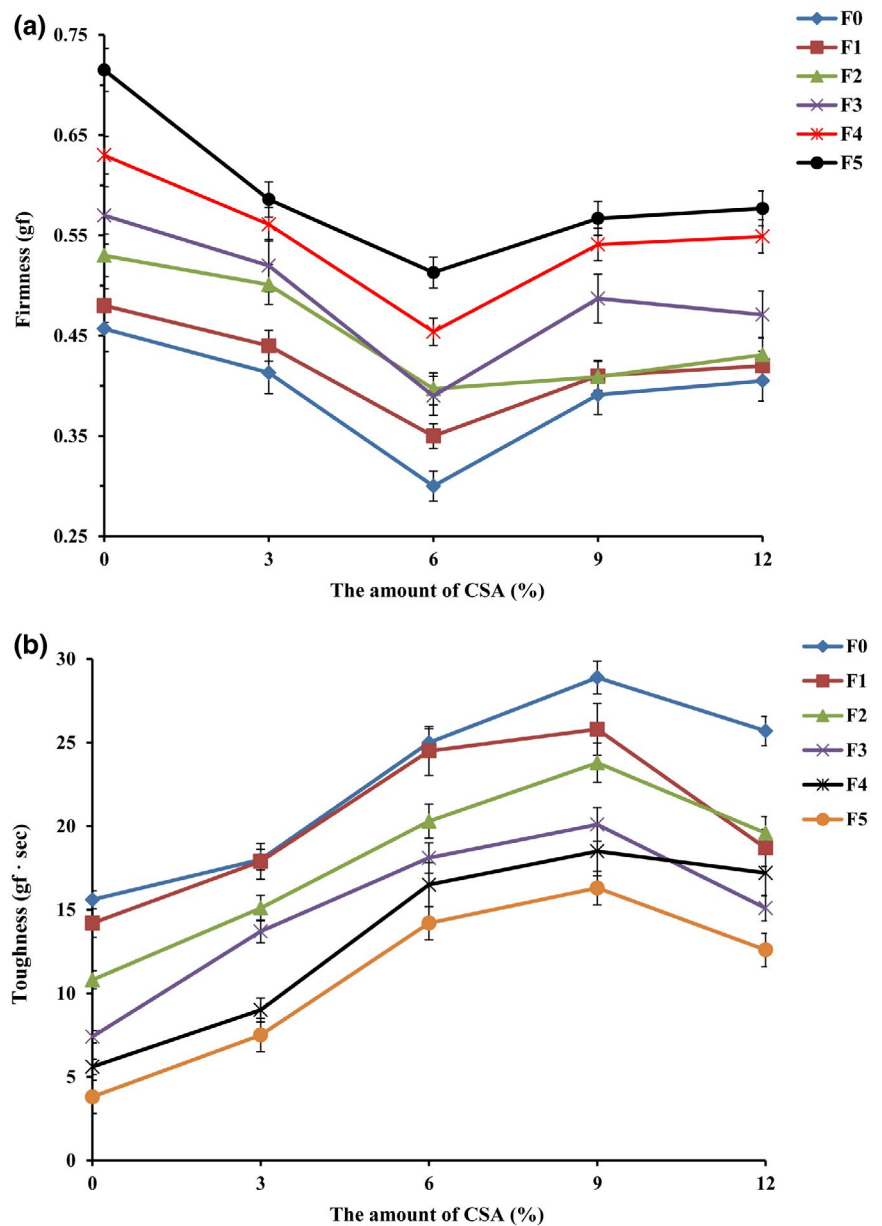 (a)
0.75
0.65
0.55
0.45
0.35
0.25
Firmness (gf)
0 3 6 9 12
The amount of CSA (%)
F0
F1
F2
F3
F4
F5
(b)
30
25
20
15
10
5
0
Toughness (gf · sec)
0 3 6 9 12
The amount of CSA (%)
F0
F1
F2
F3
F4
F5